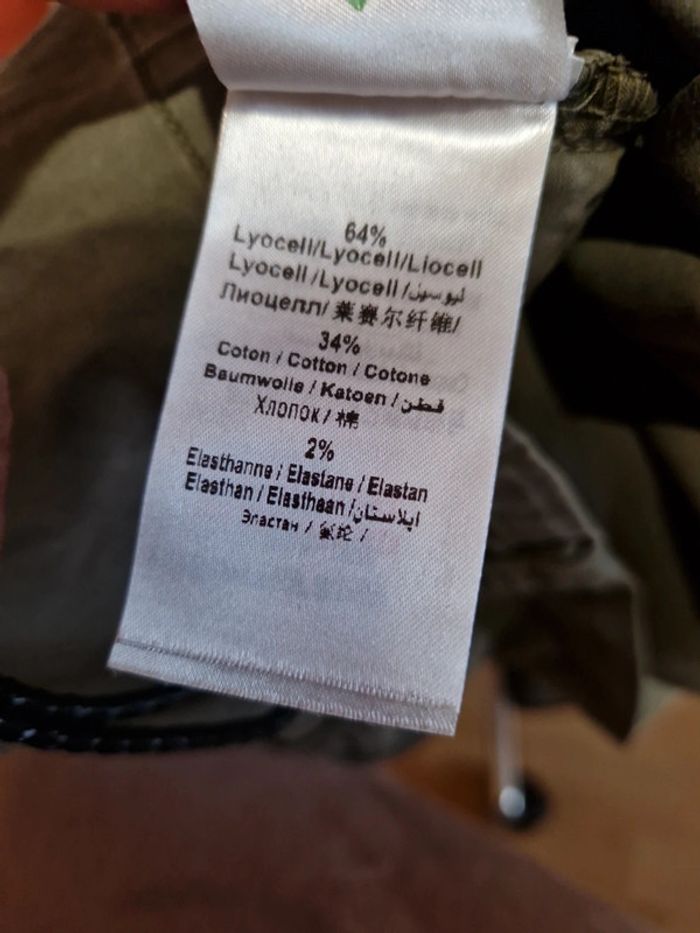 64%
Lyocell/Lyocell/Liocell
Lyocell/Lyocell/ليوسيل
Лиоцелл/莱赛尔纤维/
34%
Coton / Cotton / Cotone
Baumwolle / Katoen / قطن
Хлопок / 棉
2%
Elasthanne / Elastane / Elastan
Elasthan / Elasthaan /ايلاستان
Эластан / 氨纶 /